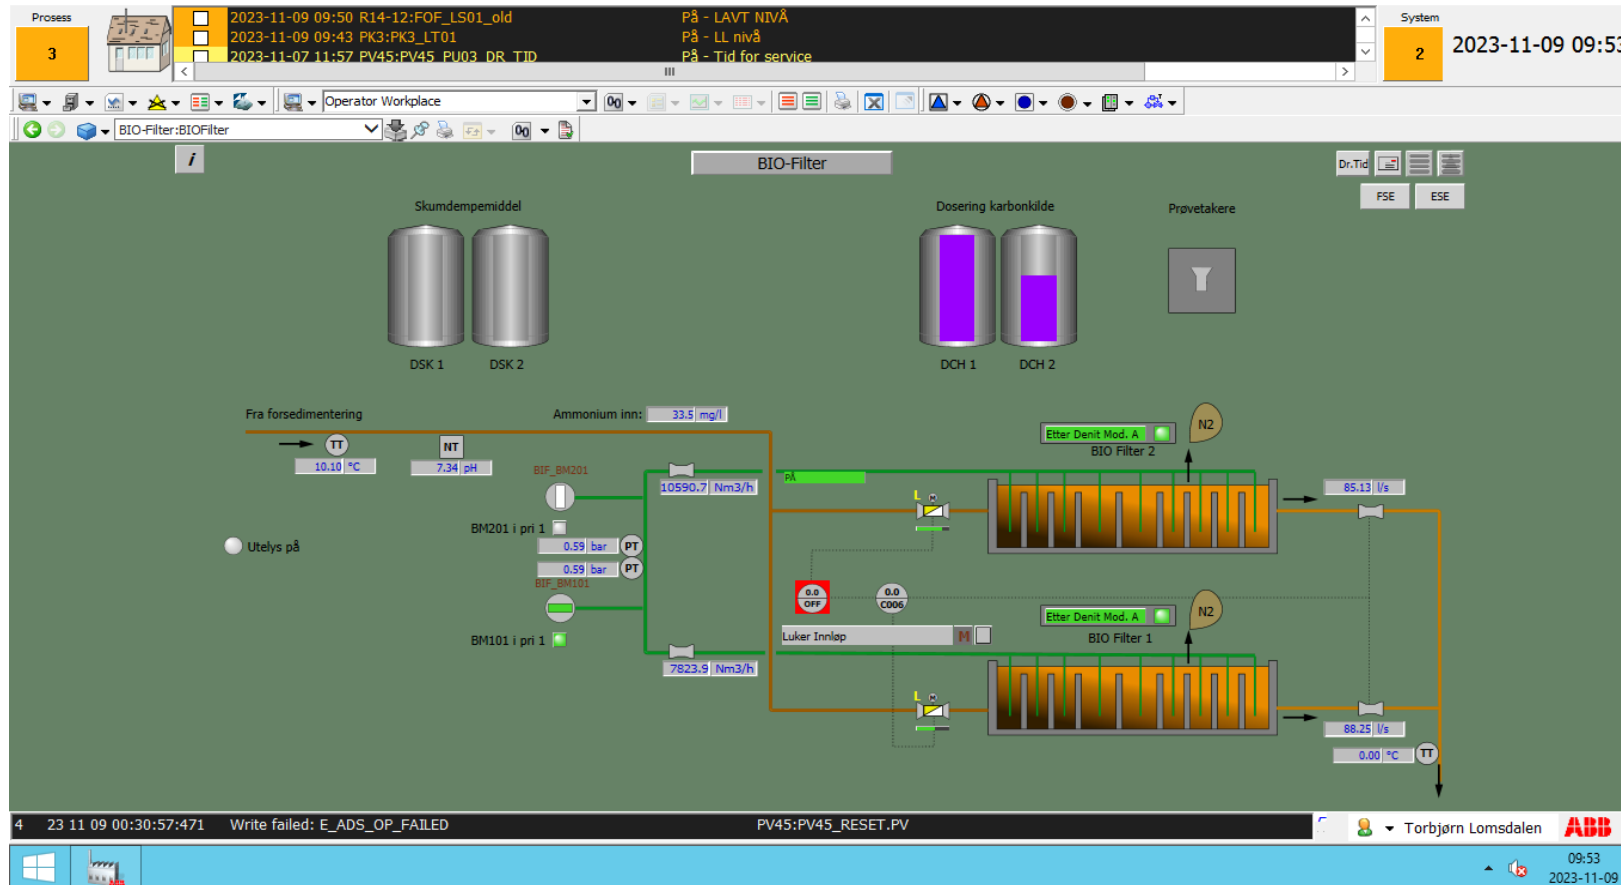 Prosess
3
2023-11-09 09:50 R14-12:FOF_LS01_old På - LAVT NIVÅ
2023-11-09 09:43 PK3:PK3_LT01 På - LL nivå
2023-11-07 11:57 PV45:PV45_PU03_DR_TID På - Tid for service
System
2
2023-11-09 09:53
Operator Workplace
BIO-Filter:BIOFilter
i
BIO-Filter
Dr.Tid
FSE ESE
Skumdempemiddel
Dosering karbonkilde
Prøvetakere
DSK 1 DSK 2
DCH 1 DCH 2
Fra forsedimentering
Ammonium inn: 33.5 mg/l
TT
10.10 °C
NT
7.34 pH
Etter Denit Mod. A
N2
BIO Filter 2
BIF_BM201
10590.7 Nm3/h
PÅ
L
M
85.13 l/s
BM201 i pri 1
Utelys på
0.59 bar PT
0.59 bar PT
BIF_BM101
0.0
OFF
0.0
C006
BM101 i pri 1
Luker Innløp M
Etter Denit Mod. A
N2
BIO Filter 1
7823.9 Nm3/h
L
M
88.25 l/s
0.00 °C TT
4 23 11 09 00:30:57:471 Write failed: E_ADS_OP_FAILED PV45:PV45_RESET.PV
Torbjørn Lomsdalen ABB
09:53
2023-11-09